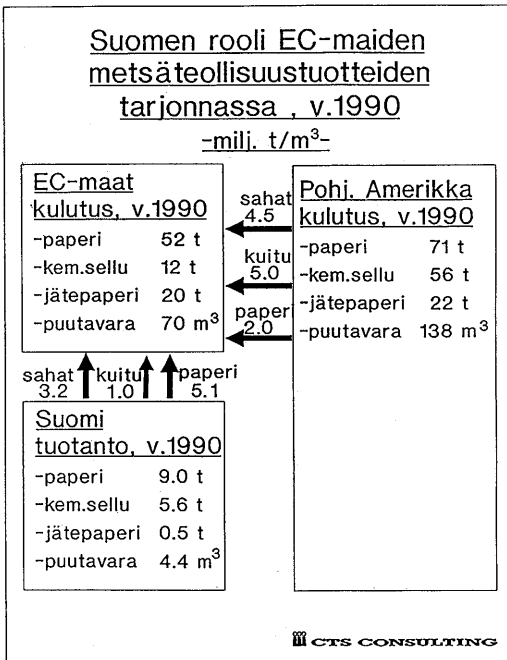 Suomen rooli EC-maiden
metsäteollisuustuotteiden
tarjonnassa , v.1990
-milj. t/m³-
EC-maat
kulutus, v.1990
-paperi 52 t
-kem.sellu 12 t
-jätepaperi 20 t
-puutavara 70 m³
sahat
4.5
kuitu
5.0
paperi
2.0
Pohj. Amerikka
kulutus, v.1990
-paperi 71 t
-kem.sellu 56 t
-jätepaperi 22 t
-puutavara 138 m³
sahat kuitu paperi
3.2 1.0 5.1
Suomi
tuotanto, v.1990
-paperi 9.0 t
-kem.sellu 5.6 t
-jätepaperi 0.5 t
-puutavara 4.4 m³
CTS CONSULTING